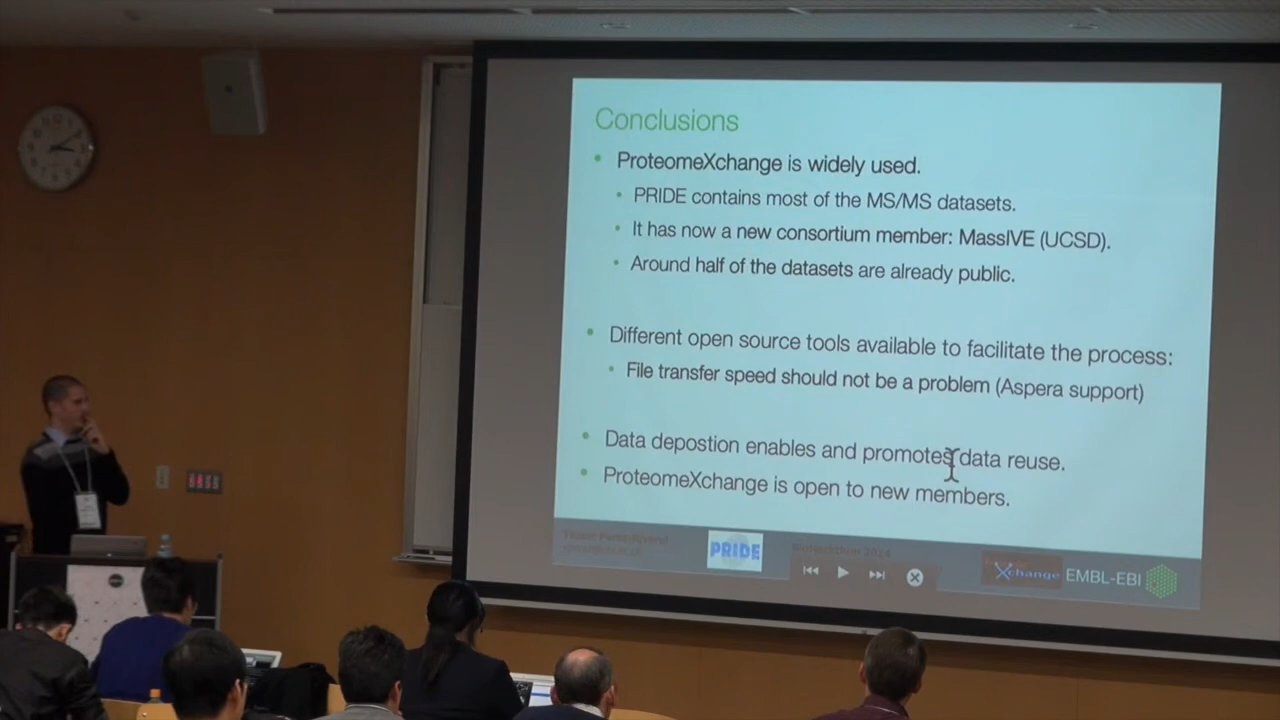 Conclusions
ProteomeXchange is widely used.
PRIDE contains most of the MS/MS datasets.
It has now a new consortium member: MassIVE (UCSD).
Around half of the datasets are already public.
Different open source tools available to facilitate the process:
File transfer speed should not be a problem (Aspera support)
Data depostion enables and promotes data reuse.
ProteomeXchange is open to new members.
PRIDE
Xchange EMBL-EBI